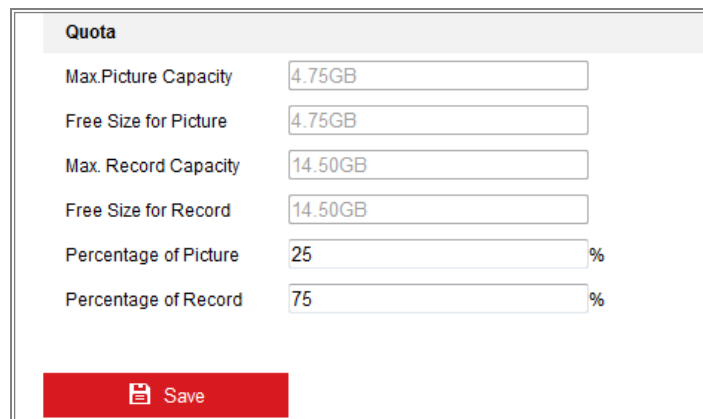 Quota
Max.Picture Capacity 4.75GB
Free Size for Picture 4.75GB
Max. Record Capacity 14.50GB
Free Size for Record 14.50GB
Percentage of Picture 25 %
Percentage of Record 75 %
Save